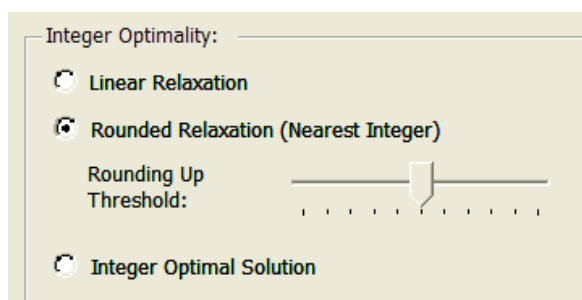 Integer Optimality:
Linear Relaxation
Rounded Relaxation (Nearest Integer)
Rounding Up
Threshold:
Integer Optimal Solution